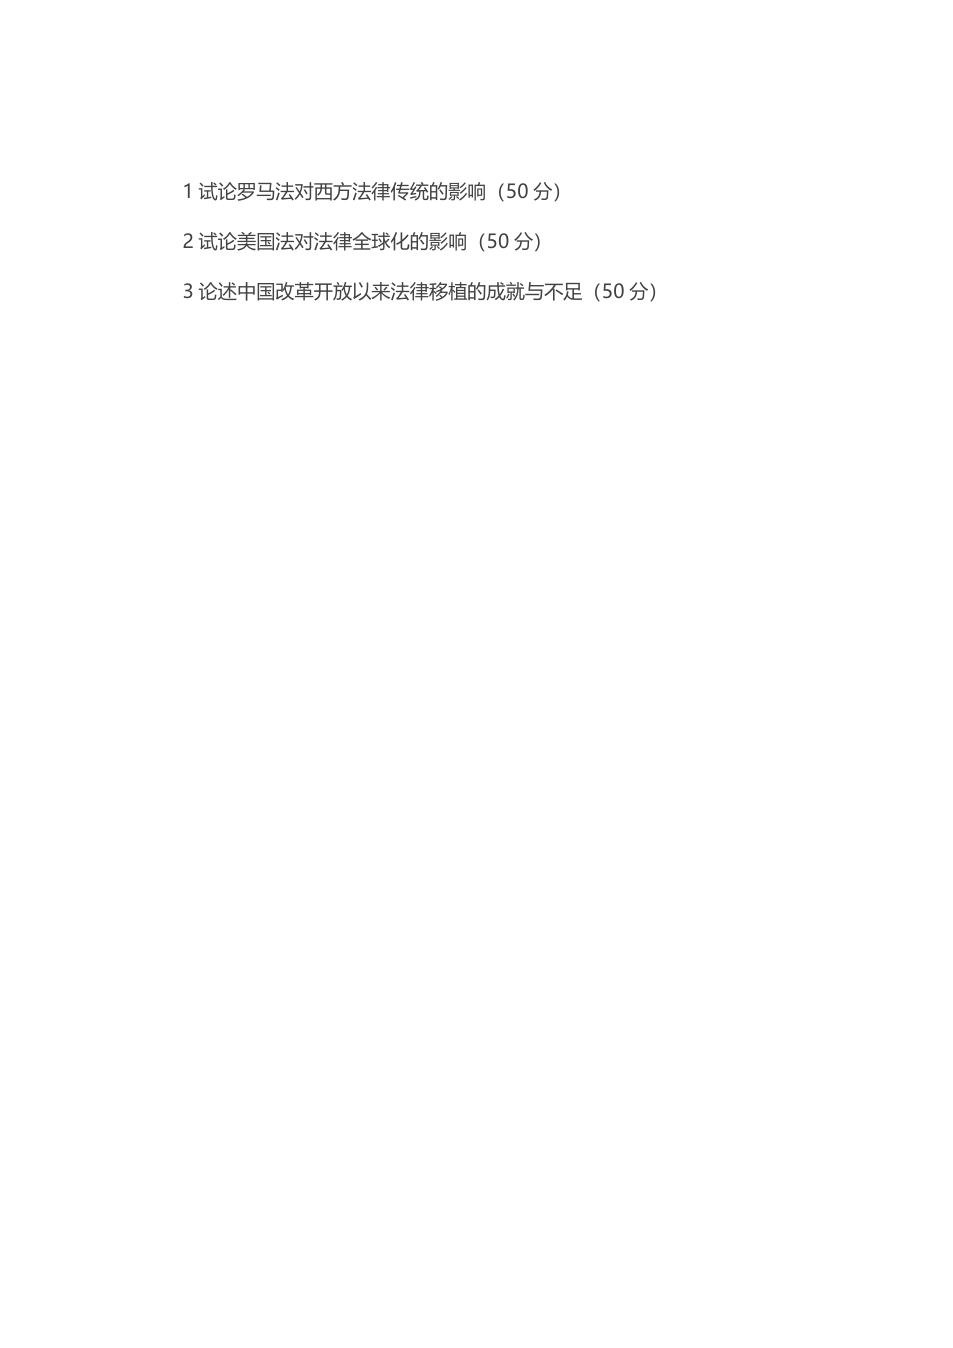 1 试论罗马法对西方法律传统的影响（50 分）
2 试论美国法对法律全球化的影响（50 分）
3 论述中国改革开放以来法律移植的成就与不足（50 分）